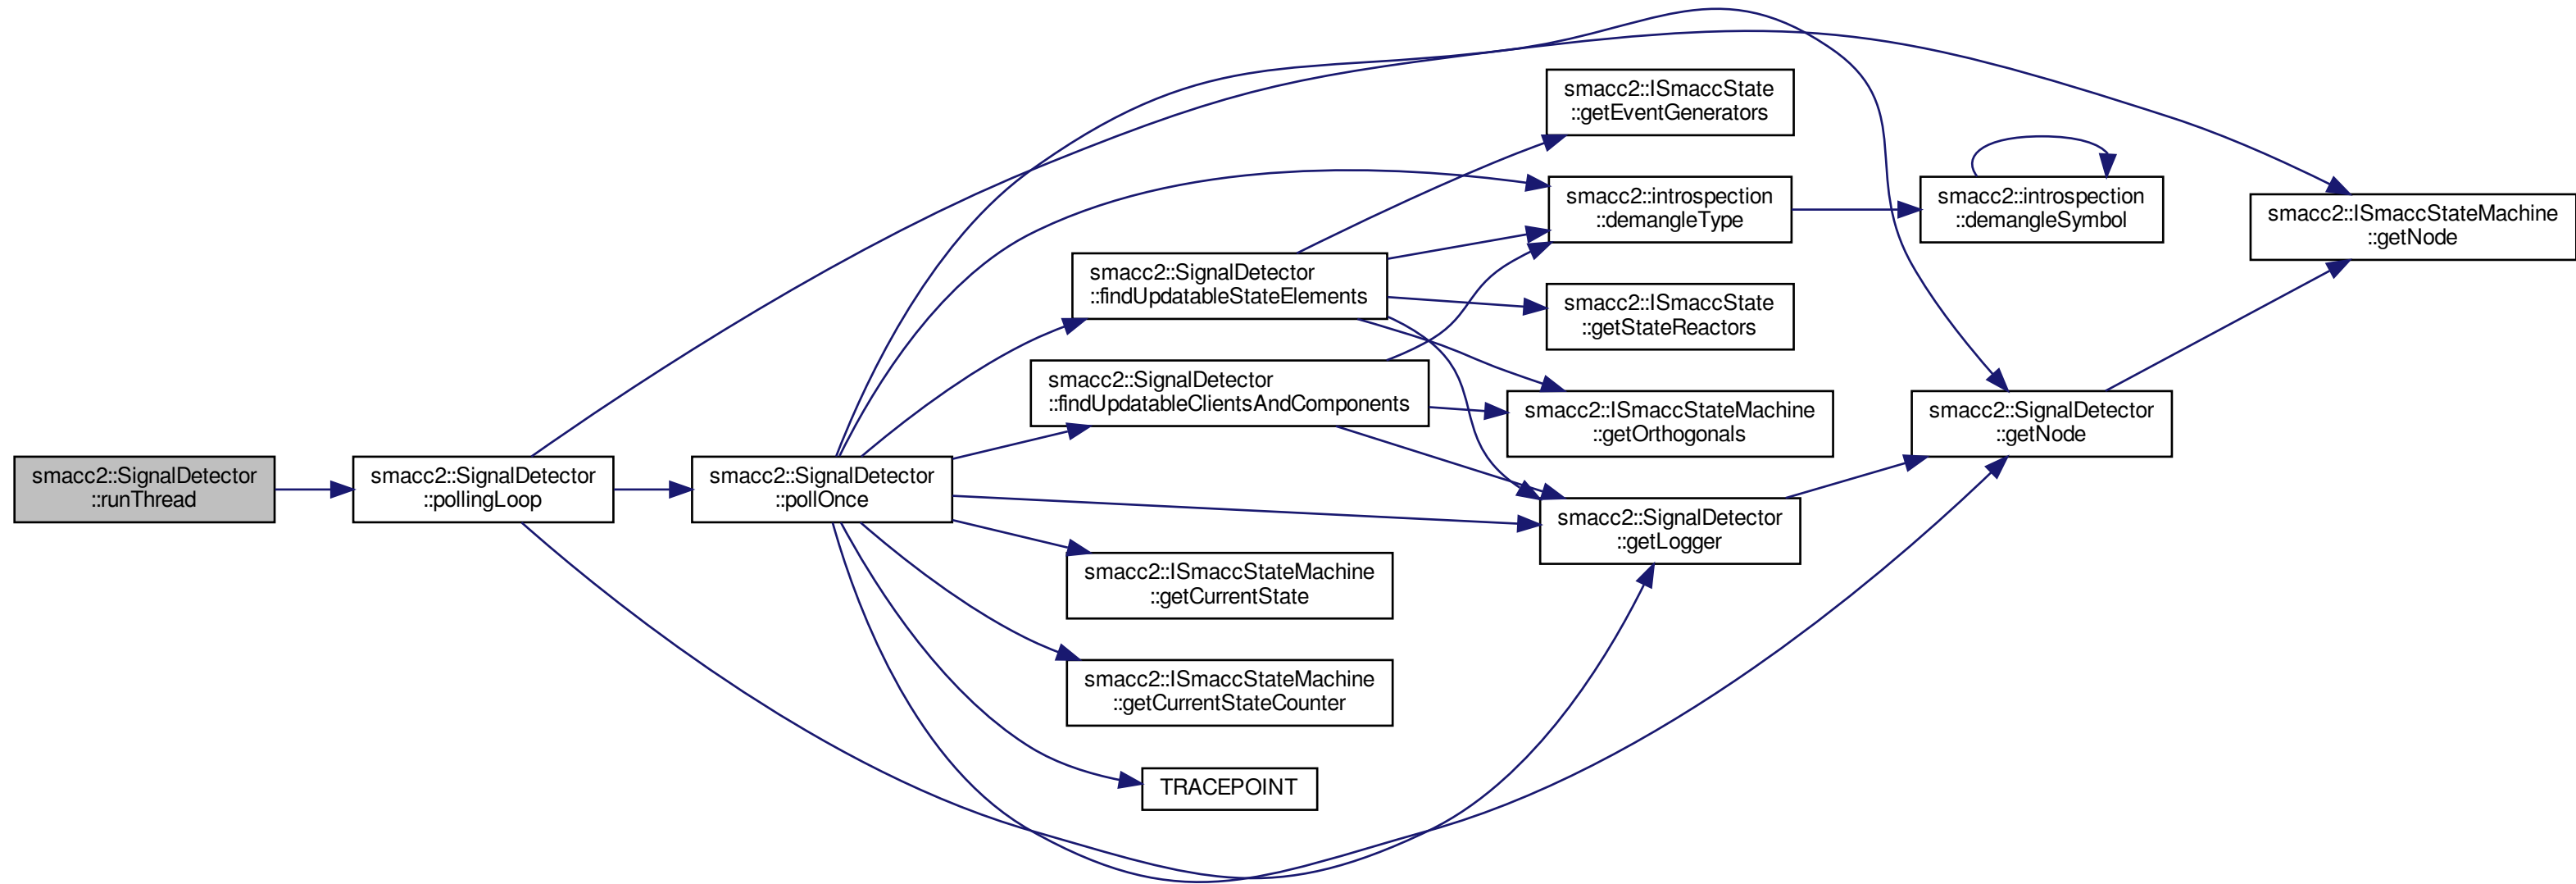 smacc2::SignalDetector
::runThread
smacc2::SignalDetector
::pollingLoop
smacc2::SignalDetector
::pollOnce
smacc2::SignalDetector
::findUpdatableStateElements
smacc2::SignalDetector
::findUpdatableClientsAndComponents
smacc2::ISmaccStateMachine
::getCurrentState
smacc2::ISmaccStateMachine
::getCurrentStateCounter
TRACEPOINT
smacc2::ISmaccState
::getEventGenerators
smacc2::introspection
::demangleType
smacc2::ISmaccState
::getStateReactors
smacc2::ISmaccStateMachine
::getOrthogonals
smacc2::SignalDetector
::getLogger
smacc2::introspection
::demangleSymbol
smacc2::SignalDetector
::getNode
smacc2::ISmaccStateMachine
::getNode